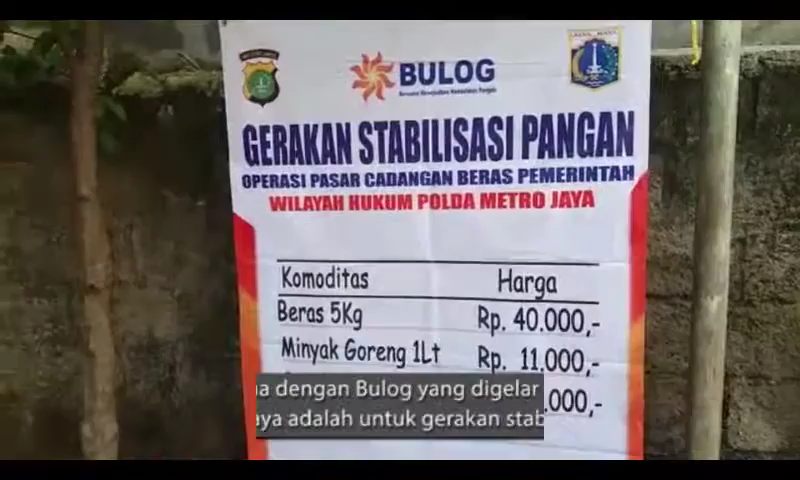 BULOG
GERAKAN STABILISASI PANGAN
OPERASI PASAR CADANGAN BERAS PEMERINTAH
WILAYAH HUKUM POLDA METRO JAYA
Komoditas Harga
Beras 5Kg Rp. 40.000,-
Minyak Goreng 1Lt Rp. 11.000,-
.000,-
dengan Bulog yang digelar
adalah untuk gerakan stab